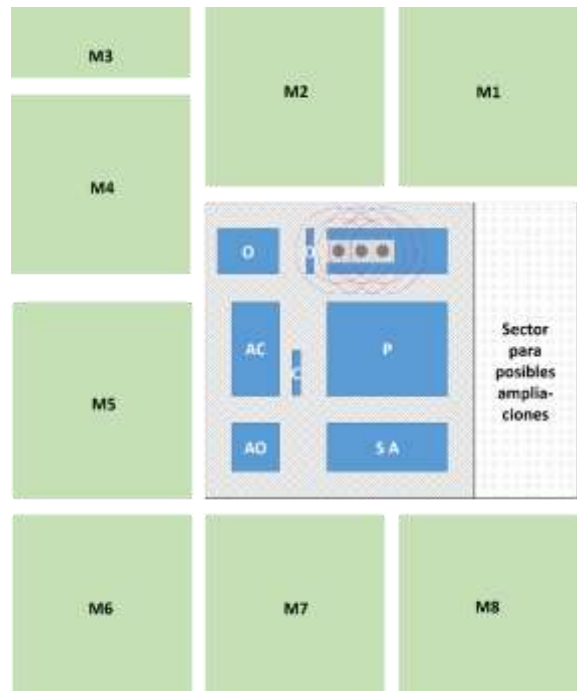 M3
M2
M1
M4
O
AC
P
C
Sector
para
posibles
amplia-
ciones
M5
AO
S A
M6
M7
M8